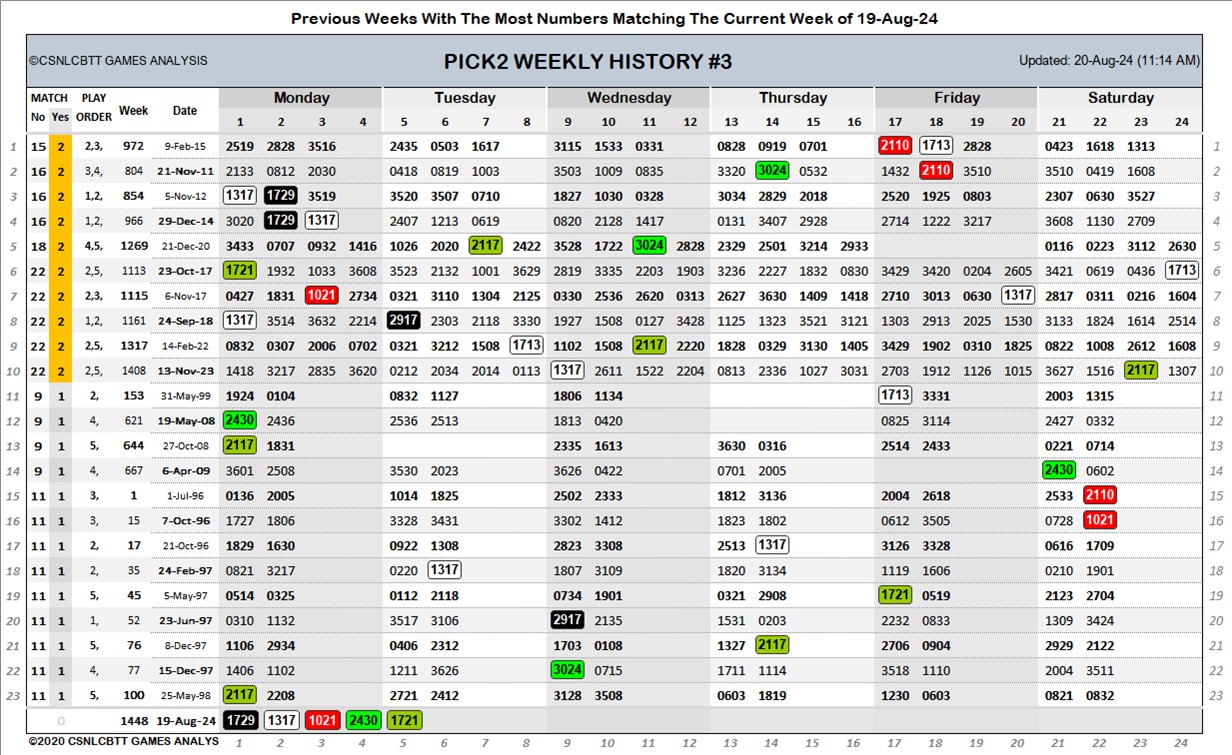 Previous Weeks With The Most Numbers Matching The Current Week of 19-Aug-24
©CSNLCBTT GAMES ANALYSIS PICK2 WEEKLY HISTORY #3 Updated: 20-Aug-24 (11:14 AM)
MATCH PLAY Week Date Monday Tuesday Wednesday Thursday Friday Saturday
No Yes ORDER 1 2 3 4 5 6 7 8 9 10 11 12 13 14 15 16 17 18 19 20 21 22 23 24
1 15 2 2,3, 972 9-Feb-15 2519 2828 3516 2435 0503 1617 3115 1533 0331 0828 0919 0701 2110 1713 2828 0423 1618 1313 1
2 16 2 3,4, 804 21-Nov-11 2133 0812 2030 0418 0819 1003 3503 1009 0835 3320 3024 0532 1432 2110 3510 3510 0419 1608 2
3 16 2 1,2, 854 5-Nov-12 1317 1729 3519 3520 3507 0710 1827 1030 0328 3034 2829 2018 2520 1925 0803 2307 0630 3527 3
4 16 2 1,2, 966 29-Dec-14 3020 1729 1317 2407 1213 0619 0820 2128 1417 0131 3407 2928 2714 1222 3217 3608 1130 2709 4
5 18 2 4,5, 1269 21-Dec-20 3433 0707 0932 1416 1026 2020 2117 2422 3528 1722 3024 2828 2329 2501 3214 2933 0116 0223 3112 2630 5
6 22 2 2,5, 1113 23-Oct-17 1721 1932 1033 3608 3523 2132 1001 3629 2819 3335 2203 1903 3236 2227 1832 0830 3429 3420 0204 2605 3421 0619 0436 1713 6
7 22 2 2,3, 1115 6-Nov-17 0427 1831 1021 2734 0321 3110 1304 2125 0330 2536 2620 0313 2627 3630 1409 1418 2710 3013 0630 1317 2817 0311 0216 1604 7
8 22 2 1,2, 1161 24-Sep-18 1317 3514 3632 2214 2917 2303 2118 3330 1927 1508 0127 3428 1125 1323 3521 3121 1303 2913 2025 1530 3133 1824 1614 2514 8
9 22 2 2,5, 1317 14-Feb-22 0832 0307 2006 0702 0321 3212 1508 1713 1102 1508 2117 2220 1828 0329 3130 1405 3429 1902 0310 1825 0822 1008 2612 1608 9
10 22 2 2,5, 1408 13-Nov-23 1418 3217 2835 3620 0212 2034 2014 0113 1317 2611 1522 2204 0813 2336 1027 3031 2703 1912 1126 1015 3627 1516 2117 1307 10
11 9 1 2, 153 31-May-99 1924 0104 0832 1127 1806 1134 1713 3331 2003 1315 11
12 9 1 4, 621 19-May-08 2430 2436 2536 2513 1813 0420 0825 3114 2427 0332 12
13 9 1 5, 644 27-Oct-08 2117 1831 2335 1613 3630 0316 2514 2433 0221 0714 13
14 9 1 4, 667 6-Apr-09 3601 2508 3530 2023 3626 0422 0701 2005 2430 0602 14
15 11 1 3, 1 1-Jul-96 0136 2005 1014 1825 2502 2333 1812 3136 2004 2618 2533 2110 15
16 11 1 3, 15 7-Oct-96 1727 1806 3328 3431 3302 1412 1823 1802 0612 3505 0728 1021 16
17 11 1 2, 17 21-Oct-96 1829 1630 0922 1308 2823 3308 2513 1317 3126 3328 0616 1709 17
18 11 1 2, 35 24-Feb-97 0821 3217 0220 1317 1807 3109 1820 3134 1119 1606 0210 1901 18
19 11 1 5, 45 5-May-97 0514 0325 0112 2118 0734 1901 0321 2908 1721 0519 2123 2704 19
20 11 1 1, 52 23-Jun-97 0310 1132 3517 3106 2917 2135 1531 0203 2232 0833 1309 3424 20
21 11 1 5, 76 8-Dec-97 1106 2934 0406 2312 1703 0108 1327 2117 2706 0904 2929 2122 21
22 11 1 4, 77 15-Dec-97 1406 1102 1211 3626 3024 0715 1711 1114 3518 1110 2004 3511 22
23 11 1 5, 100 25-May-98 2117 2208 2721 2412 3128 3508 0603 1819 1230 0603 0821 0832 23
0 1448 19-Aug-24 1729 1317 1021 2430 1721
©2020 CSNLCBTT GAMES ANALYS 1 2 3 4 5 6 7 8 9 10 11 12 13 14 15 16 17 18 19 20 21 22 23 24